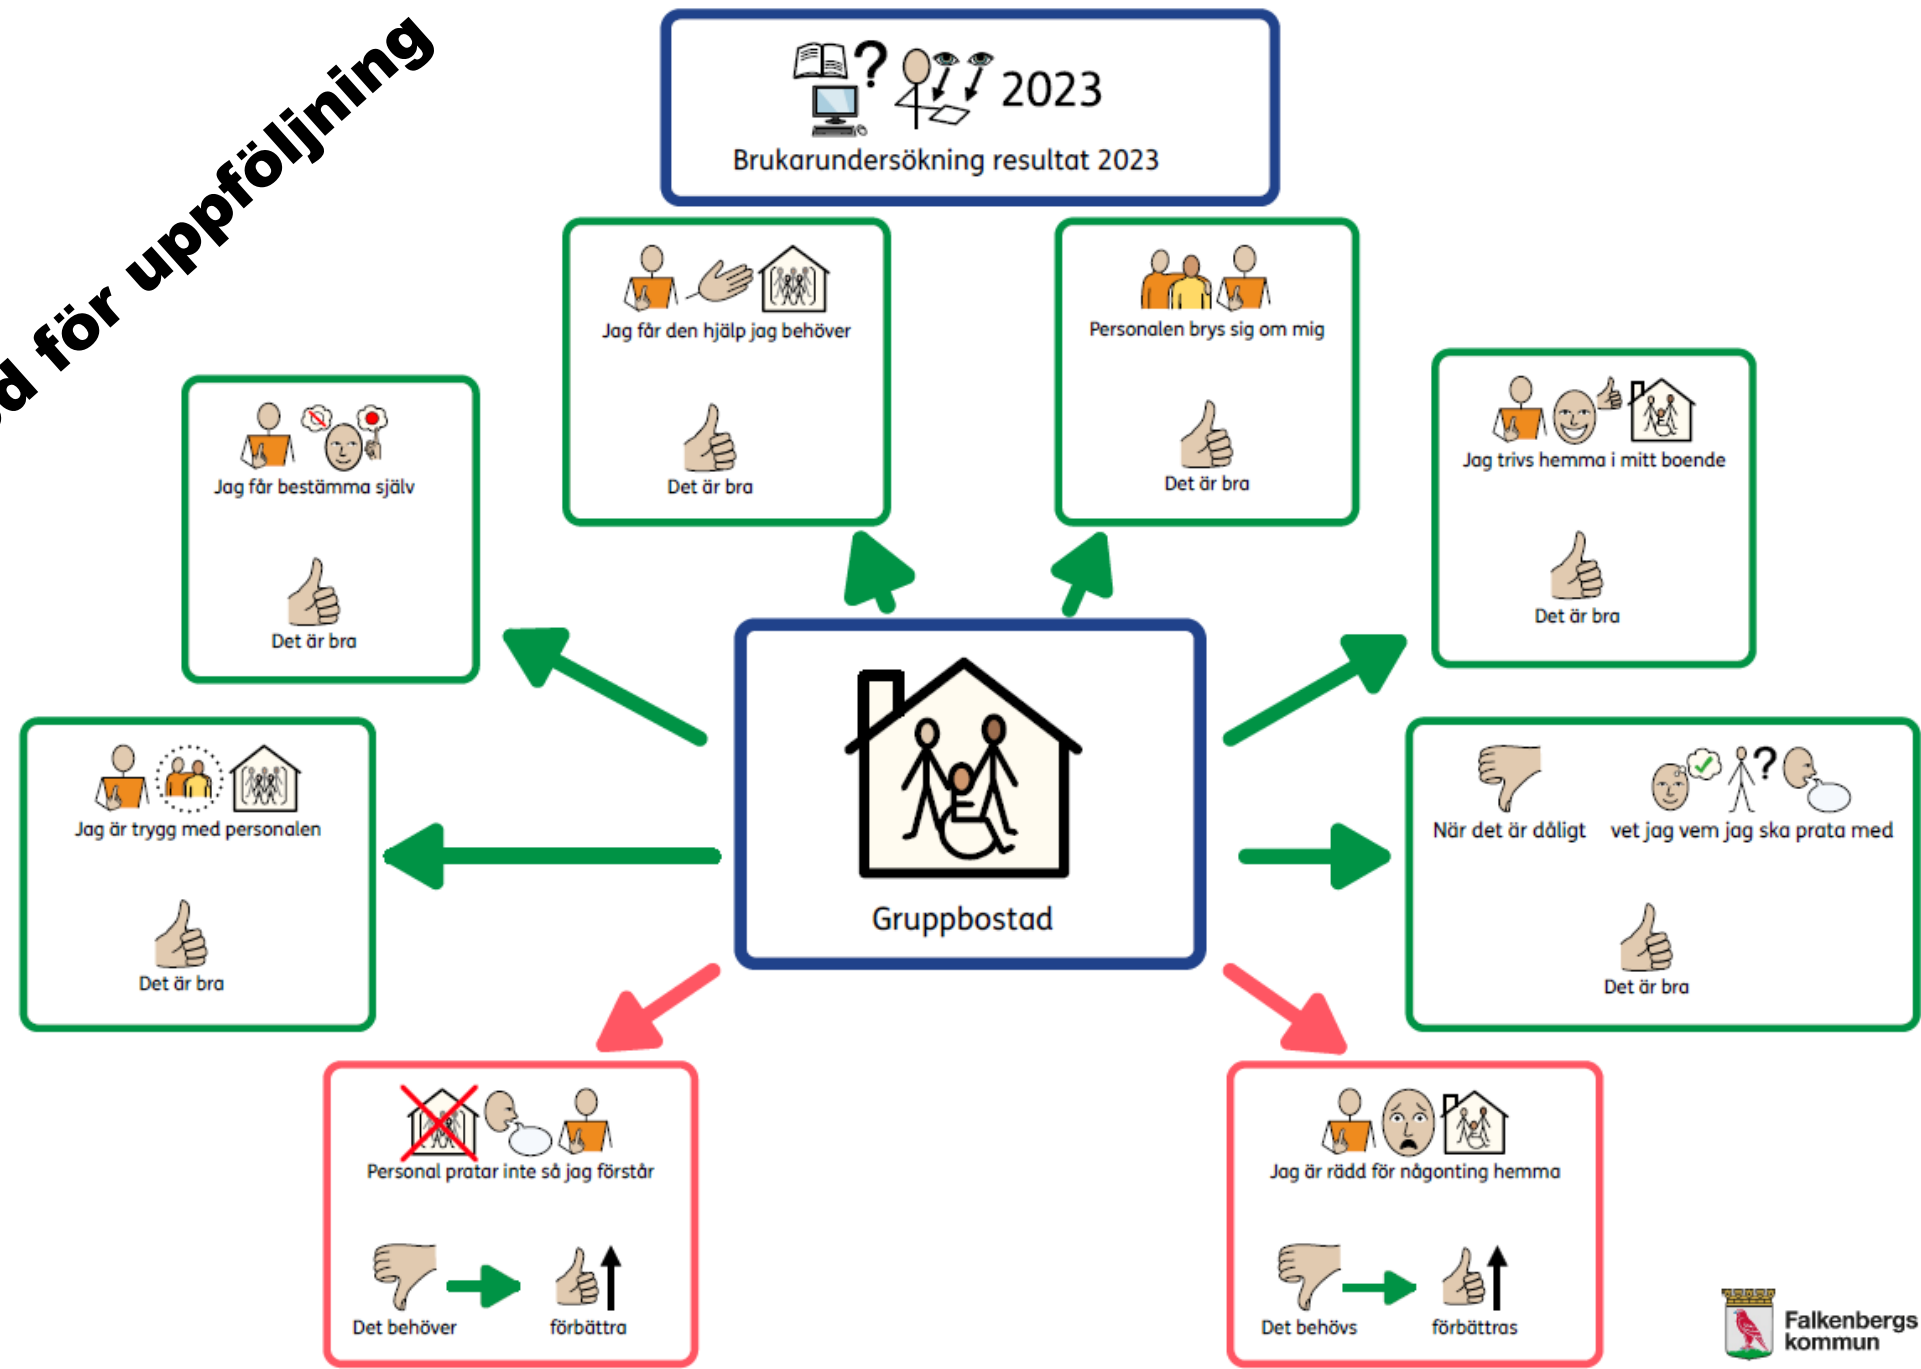 för uppföljning
2023
Brukarundersökning resultat 2023
Jag får den hjälp jag behöver
Det är bra
Personalen brys sig om mig
Det är bra
Jag får bestämma själv
Det är bra
Jag trivs hemma i mitt boende
Det är bra
Jag är trygg med personalen
Det är bra
Gruppbostad
När det är dåligt vet jag vem jag ska prata med
Det är bra
Personal pratar inte så jag förstår
Det behöver förbättra
Jag är rädd för någonting hemma
Det behövs förbättras
Falkenbergs
kommun